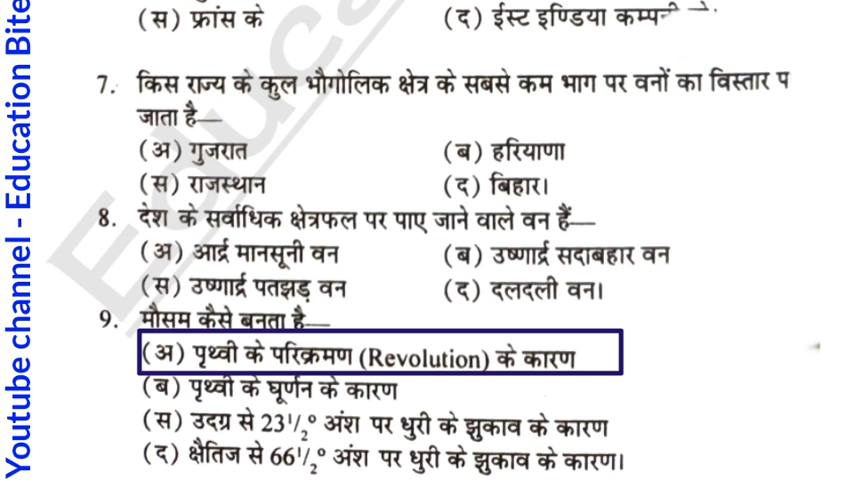 (स) फ्रांस के (द) ईस्ट इण्डिया
7. किस राज्य के कुल भौगोलिक क्षेत्र के सबसे कम भाग पर वनों का विस्तार प
जाता है—
(अ) गुजरात (ब) हरियाणा
(स) राजस्थान (द) बिहार।
8. देश के सर्वाधिक क्षेत्रफल पर पाए जाने वाले वन हैं—
(अ) आर्द्र मानसूनी वन (ब) उष्णार्द्र सदाबहार वन
(स) उष्णार्द्र पतझड़ वन (द) दलदली वन।
9. मौसम कैसे बनता है—
(अ) पृथ्वी के परिक्रमण (Revolution) के कारण
(ब) पृथ्वी के घूर्णन के कारण
(स) उदग्र से 23¹/₂° अंश पर धुरी के झुकाव के कारण
(द) क्षैतिज से 66¹/₂° अंश पर धुरी के झुकाव के कारण।
Youtube channel - Education Bite
Educa